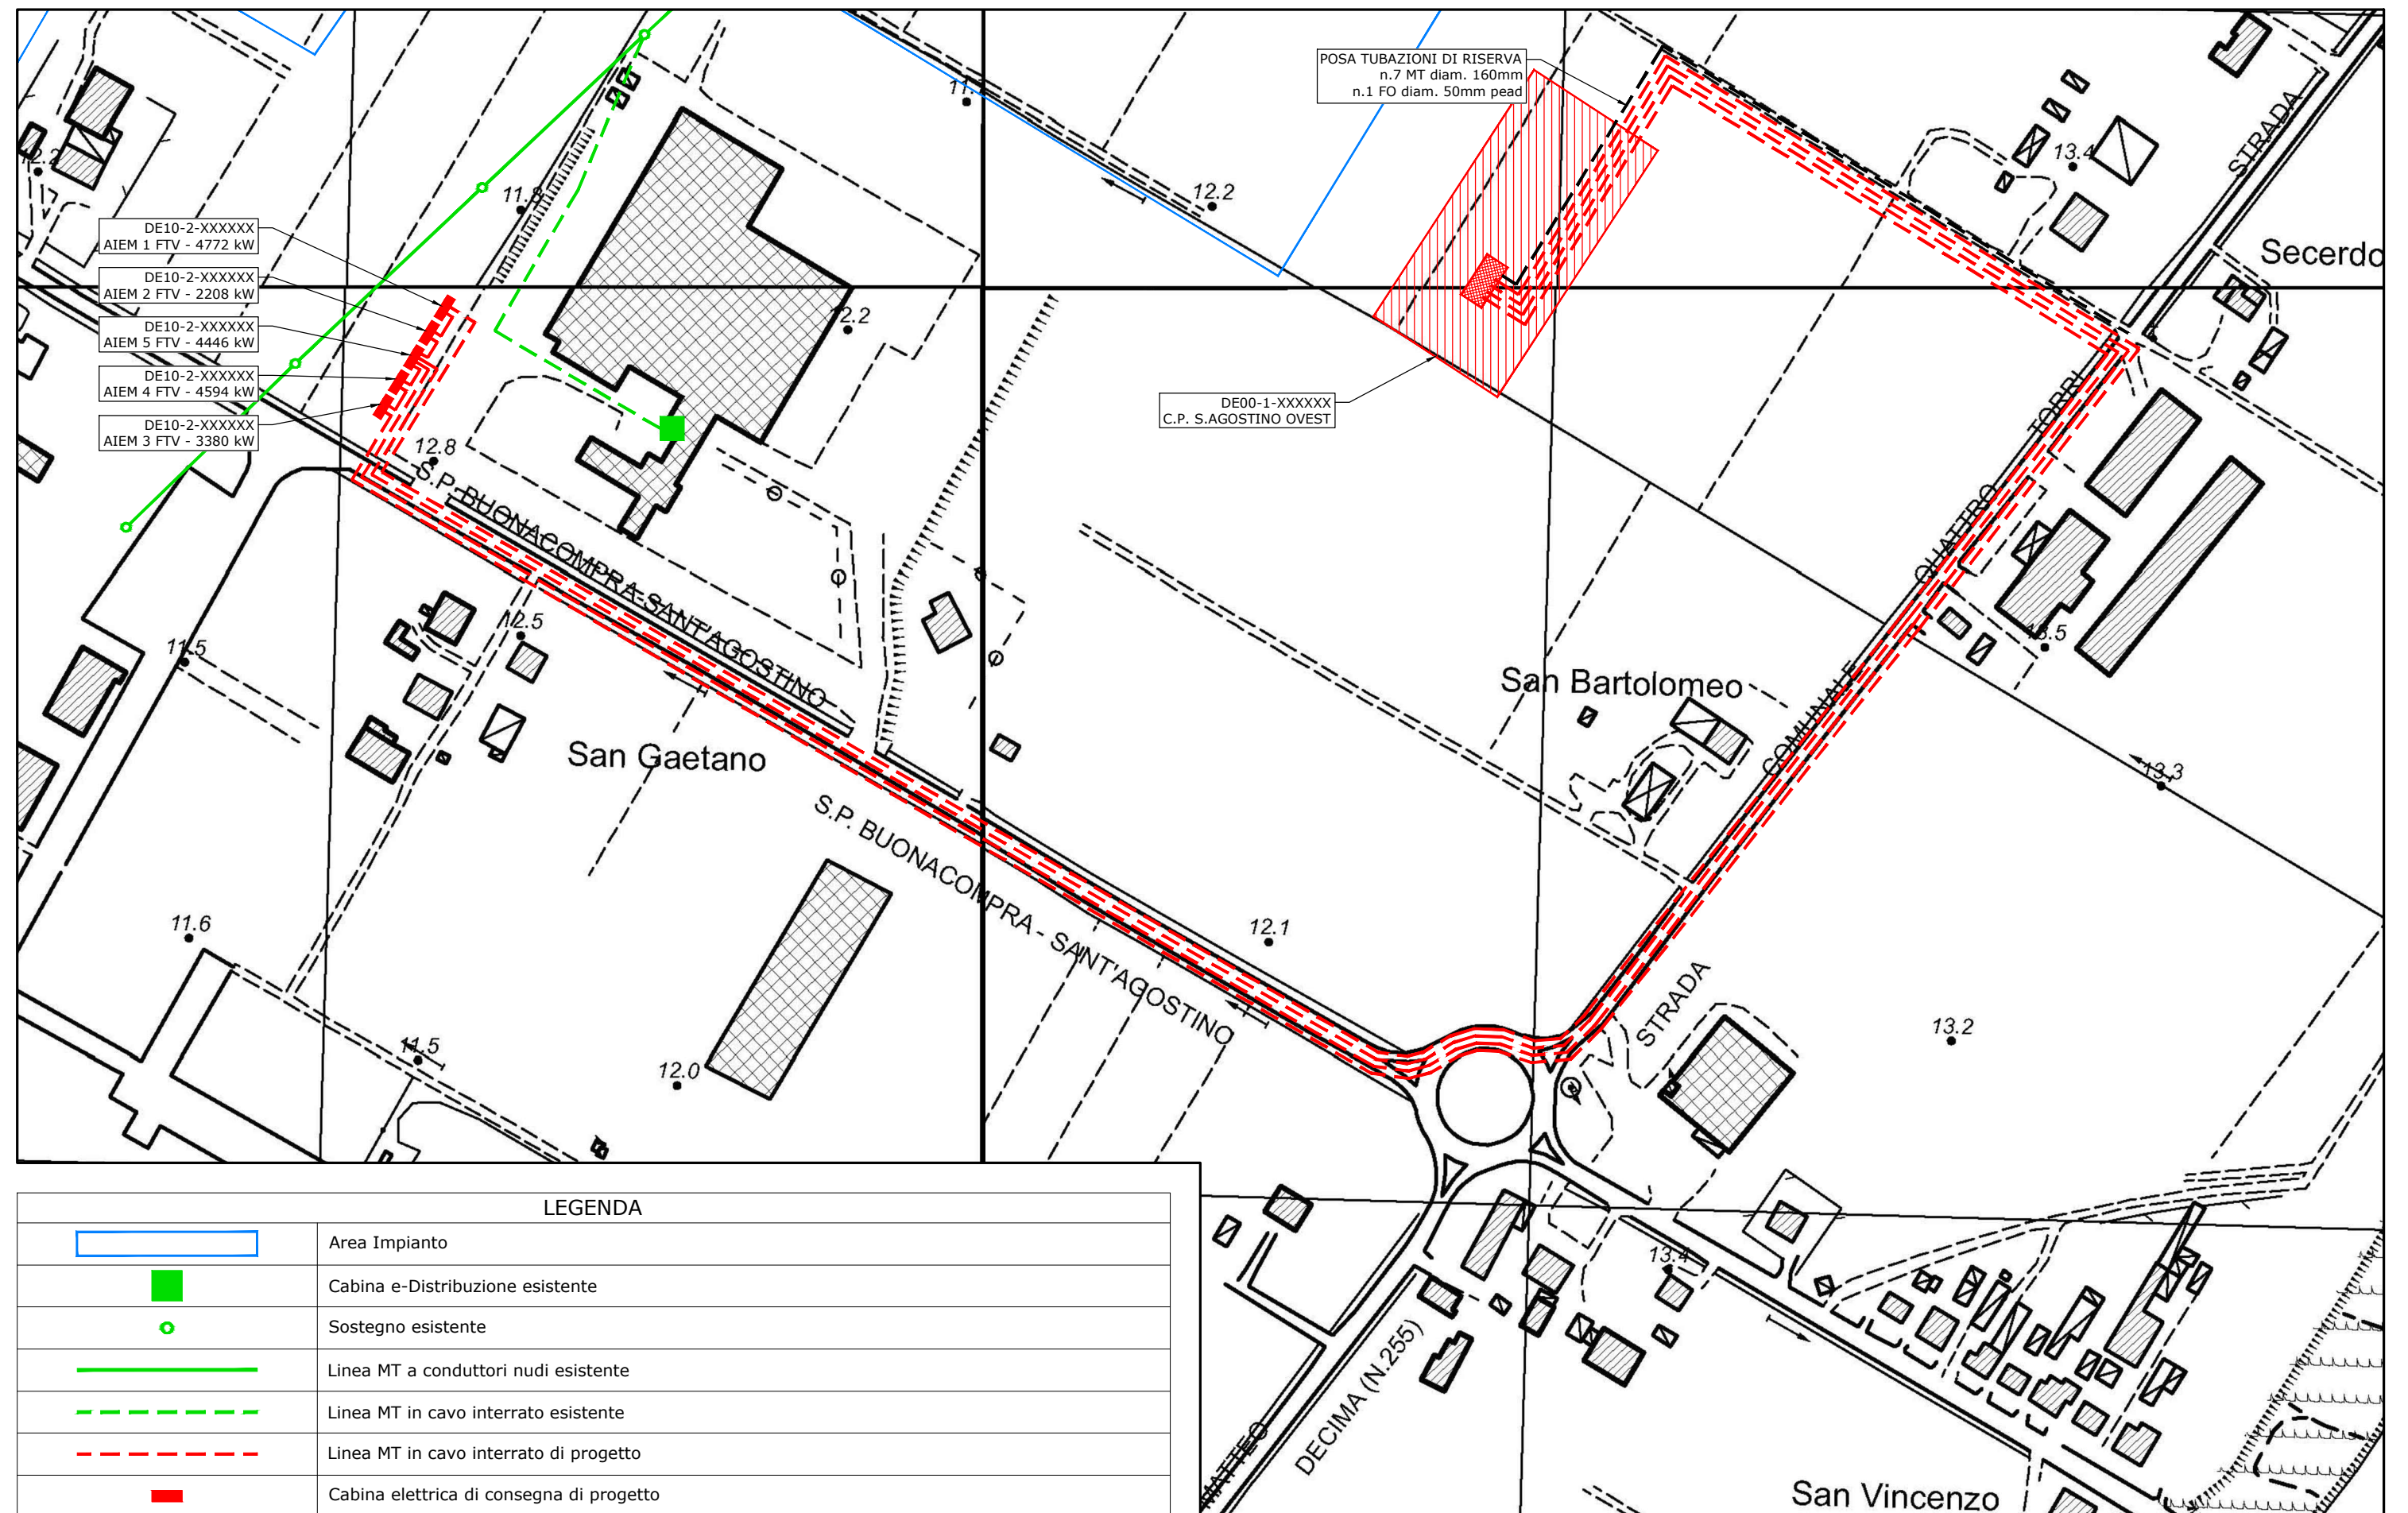 POSA TUBAZIONI DI RISERVA
n.7 MT diam. 160mm
n.1 FO diam. 50mm pead
12.2
11.8
12.2
13.4
STRADA
Secerdo
DE10-2-XXXXXX
AIEM 1 FTV - 4772 kW
DE10-2-XXXXXX
AIEM 2 FTV - 2208 kW
DE10-2-XXXXXX
AIEM 5 FTV - 4446 kW
DE10-2-XXXXXX
AIEM 4 FTV - 4594 kW
DE10-2-XXXXXX
AIEM 3 FTV - 3380 kW
12.2
DE00-1-XXXXXX
C.P. S.AGOSTINO OVEST
12.8
S.P. BUONACOMPRA-SANT'AGOSTINO
TORRI
QUATTRO
COMUNALE
STRADA
12.5
11.5
13.5
San Bartolomeo
San Gaetano
13.3
S.P. BUONACOMPRA - SANT'AGOSTINO
11.6
12.1
11.5
12.0
13.2
13.4
DECIMA (N.255)
MATTEO
San Vincenzo
LEGENDA
Area Impianto
Cabina e-Distribuzione esistente
Sostegno esistente
Linea MT a conduttori nudi esistente
Linea MT in cavo interrato esistente
Linea MT in cavo interrato di progetto
Cabina elettrica di consegna di progetto